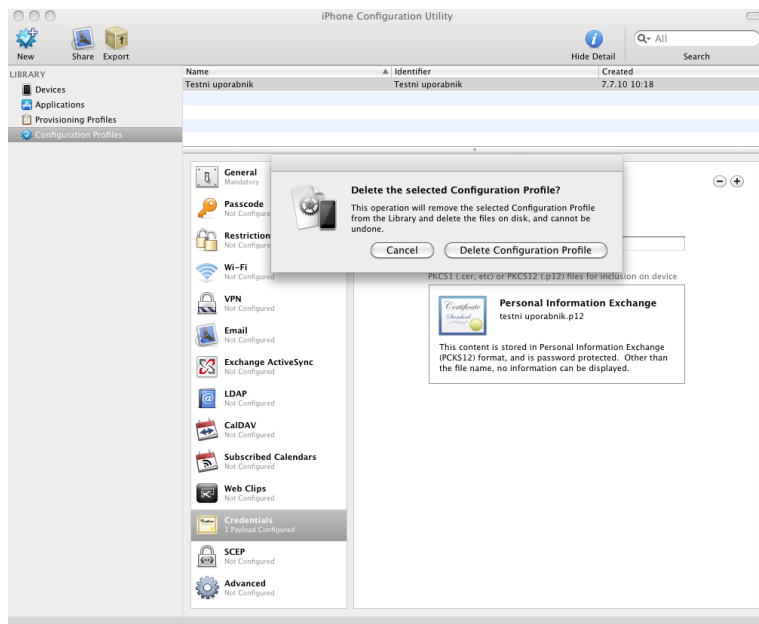 iPhone Configuration Utility
New
Share
Export
Hide Detail
All
Search
LIBRARY
Devices
Applications
Provisioning Profiles
Configuration Profiles
Name
Identifier
Created
Testni uporabnik
Testni uporabnik
7.7.10 10:18
General
Mandatory
Passcode
Not Configure
Restriction
Not Configure
Wi-Fi
Not Configured
VPN
Not Configured
Email
Not Configured
Exchange ActiveSync
Not Configured
LDAP
Not Configured
CalDAV
Not Configured
Subscribed Calendars
Not Configured
Web Clips
Not Configured
Credentials
1 Payload Configured
SCEP
Not Configured
Advanced
Not Configured
Delete the selected Configuration Profile?
This operation will remove the selected Configuration Profile
from the Library and delete the files on disk, and cannot be
undone.
Cancel
Delete Configuration Profile
PKCS1 (.cer, etc) or PKCS12 (.p12) files for inclusion on device
Certificate
Standard
Personal Information Exchange
testni uporabnik.p12
This content is stored in Personal Information Exchange
(PCKS12) format, and is password protected. Other than
the file name, no information can be displayed.